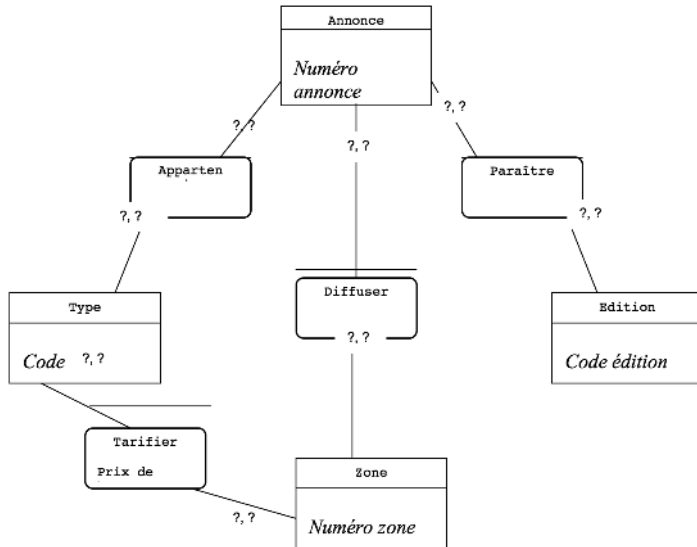 Annonce
Numéro
annonce
?, ?
?, ?
?, ?
Apparten
Paraître
?, ?
?, ?
Diffuser
?, ?
Type
Code ?, ?
Edition
Code édition
Tarifier
Prix de
Zone
Numéro zone
?, ?